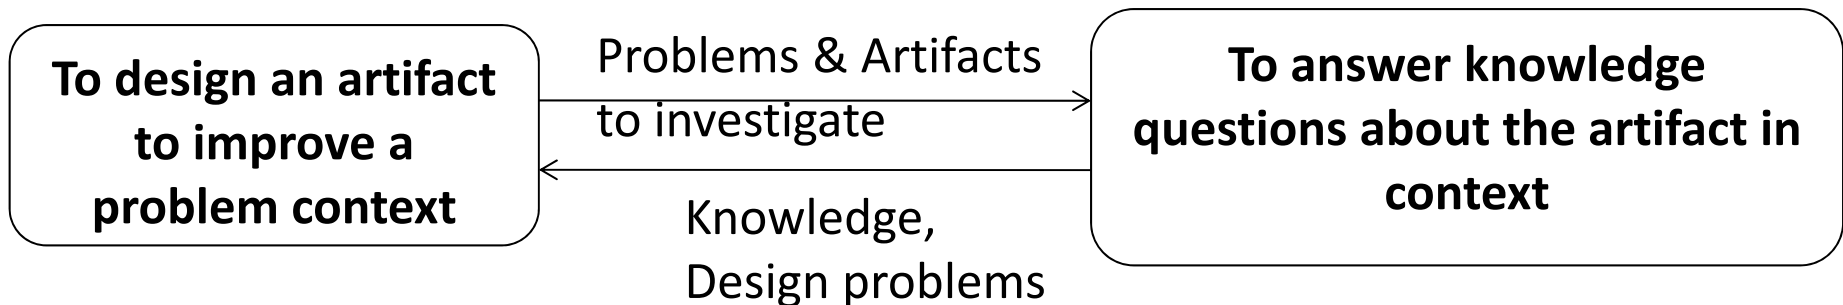 To design an artifact
to improve a
problem context
Problems & Artifacts
to investigate
Knowledge,
Design problems
To answer knowledge
questions about the artifact in
context